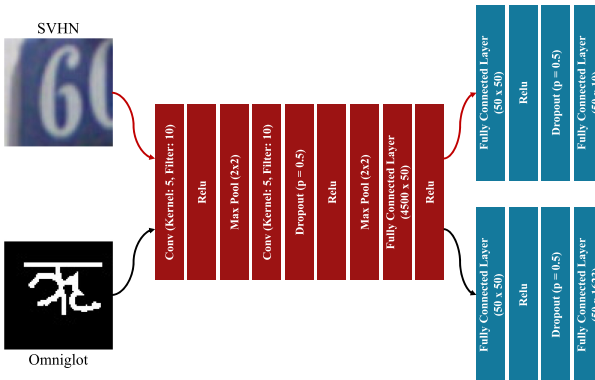 SVHN
60
Omniglot
Conv (Kernel: 5, Filter: 10)
Relu
Max Pool (2x2)
Conv (Kernel: 5, Filter: 10)
Dropout (p = 0.5)
Relu
Max Pool (2x2)
Fully Connected Layer
(4500 x 50)
Relu
Fully Connected Layer
(50 x 50)
Relu
Dropout (p = 0.5)
Fully Connected Layer
Fully Connected Layer
(50 x 50)
Relu
Dropout (p = 0.5)
Fully Connected Layer